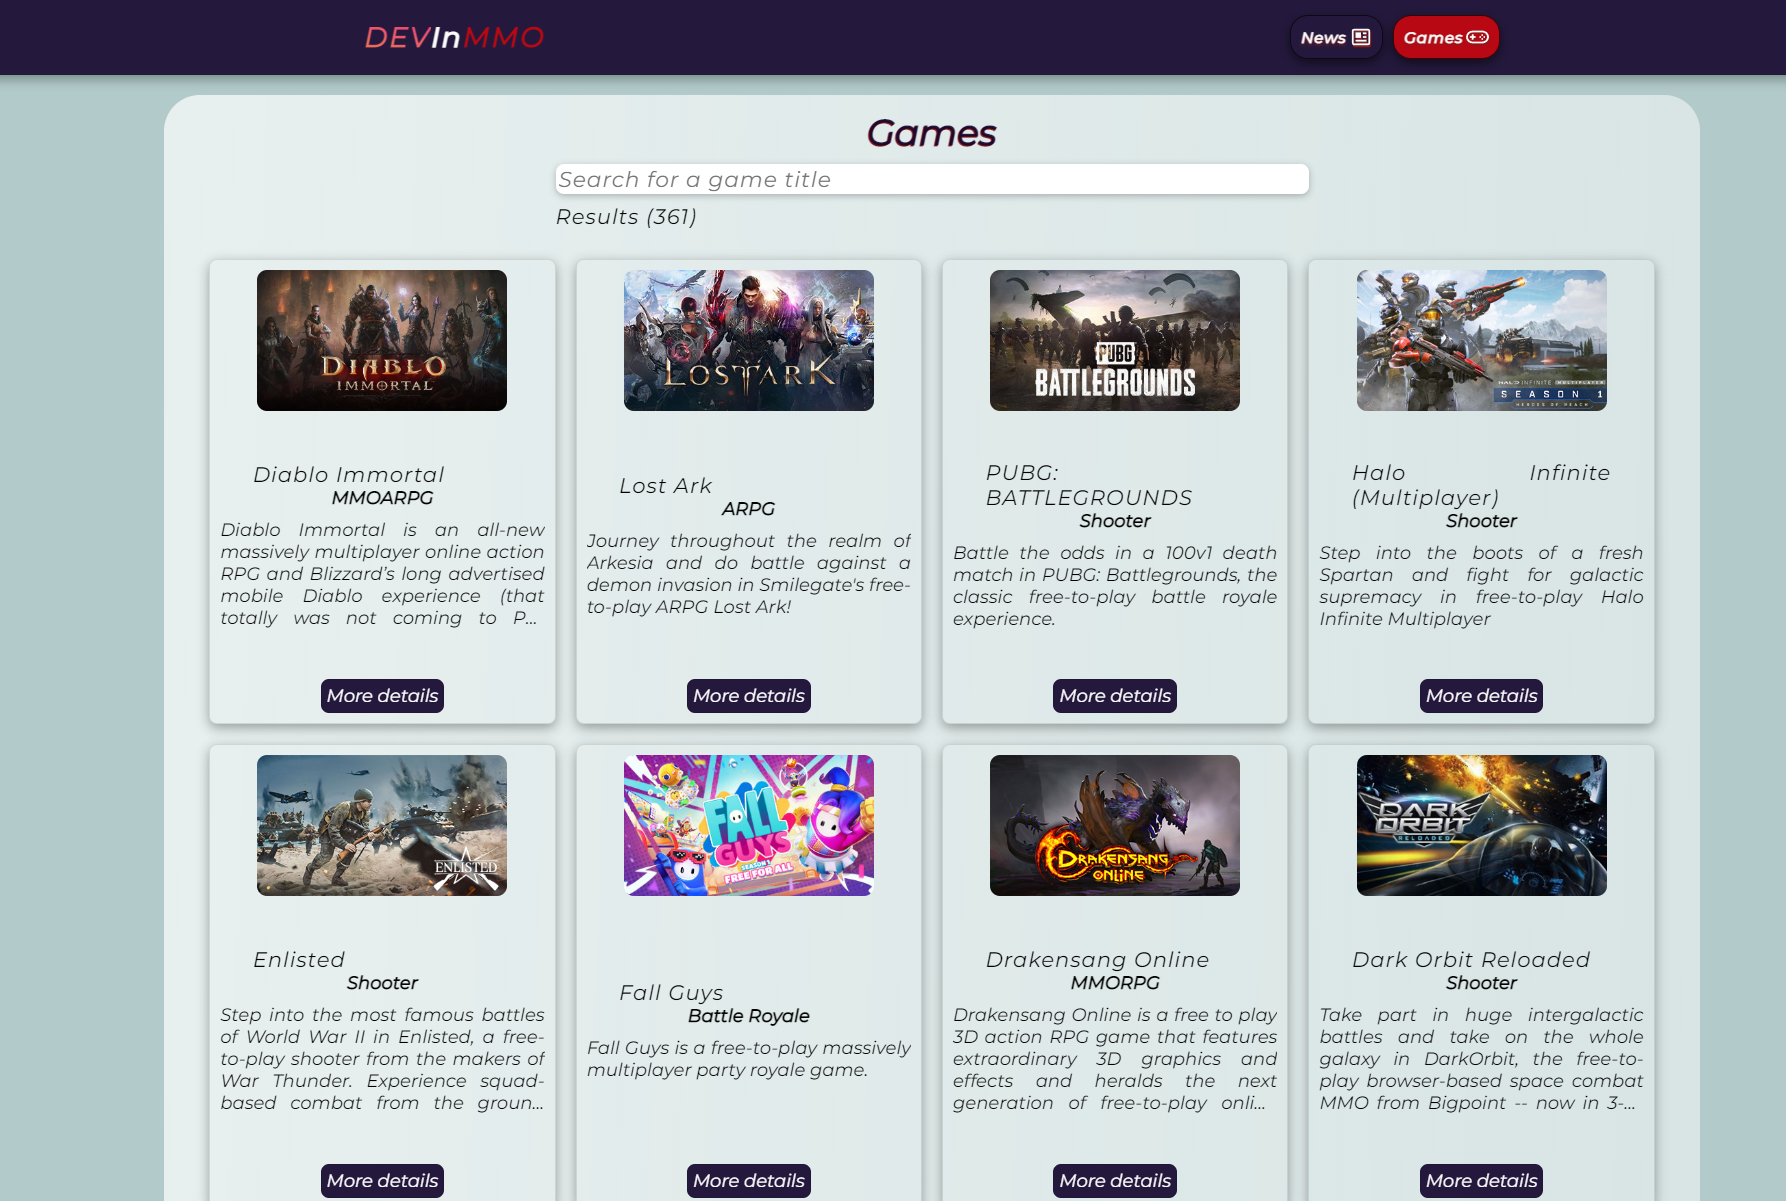 DEVInMMO
News
Games
Games
Search for a game title
Results (361)
DIABLO
IMMORTAL
Diablo Immortal
MMOARPG
Diablo Immortal is an all-new
massively multiplayer online action
RPG and Blizzard’s long advertised
mobile Diablo experience (that
totally was not coming to P...
More details
LOST ARK
Lost Ark
ARPG
Journey throughout the realm of
Arkesia and do battle against a
demon invasion in Smilegate's free-
to-play ARPG Lost Ark!
More details
PUBG
BATTLEGROUNDS
PUBG:
BATTLEGROUNDS
Shooter
Battle the odds in a 100v1 death
match in PUBG: Battlegrounds, the
classic free-to-play battle royale
experience.
More details
HALO INFINITE MULTIPLAYER
SEASON 1
HEROES OF REACH
Halo Infinite
(Multiplayer)
Shooter
Step into the boots of a fresh
Spartan and fight for galactic
supremacy in free-to-play Halo
Infinite Multiplayer
More details
ENLISTED
Enlisted
Shooter
Step into the most famous battles
of World War II in Enlisted, a free-
to-play shooter from the makers of
War Thunder. Experience squad-
based combat from the groun...
More details
FALL
GUYS
SEASON 1
FREE FOR ALL
Fall Guys
Battle Royale
Fall Guys is a free-to-play massively
multiplayer party royale game.
More details
DRAKENSANG
ONLINE
Drakensang Online
MMORPG
Drakensang Online is a free to play
3D action RPG game that features
extraordinary 3D graphics and
effects and heralds the next
generation of free-to-play onli...
More details
DARK
ORBIT
RELOADED
Dark Orbit Reloaded
Shooter
Take part in huge intergalactic
battles and take on the whole
galaxy in DarkOrbit, the free-to-
play browser-based space combat
MMO from Bigpoint -- now in 3-...
More details